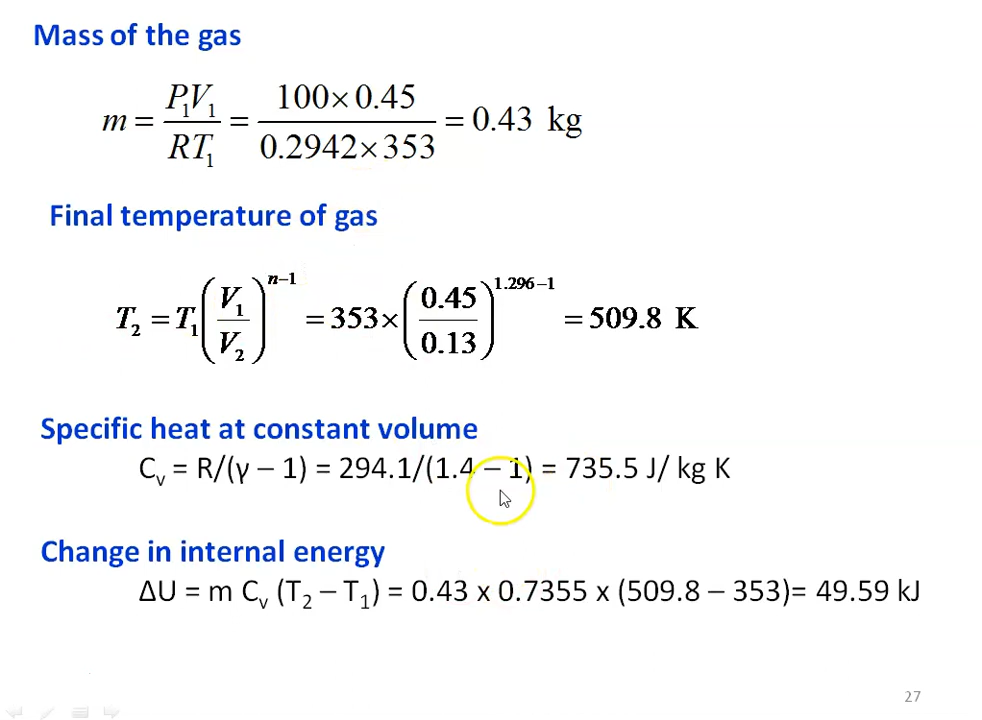 Mass of the gas
m = P₁V₁ / RT₁ = 100×0.45 / 0.2942×353 = 0.43 kg
Final temperature of gas
T₂ = T₁(V₁/V₂)ⁿ⁻¹ = 353×(0.45/0.13)^1.296−1 = 509.8 K
Specific heat at constant volume
Cᵥ = R/(γ – 1) = 294.1/(1.4 – 1) = 735.5 J/ kg K
Change in internal energy
ΔU = m Cᵥ (T₂ – T₁) = 0.43 x 0.7355 x (509.8 – 353)= 49.59 kJ
27